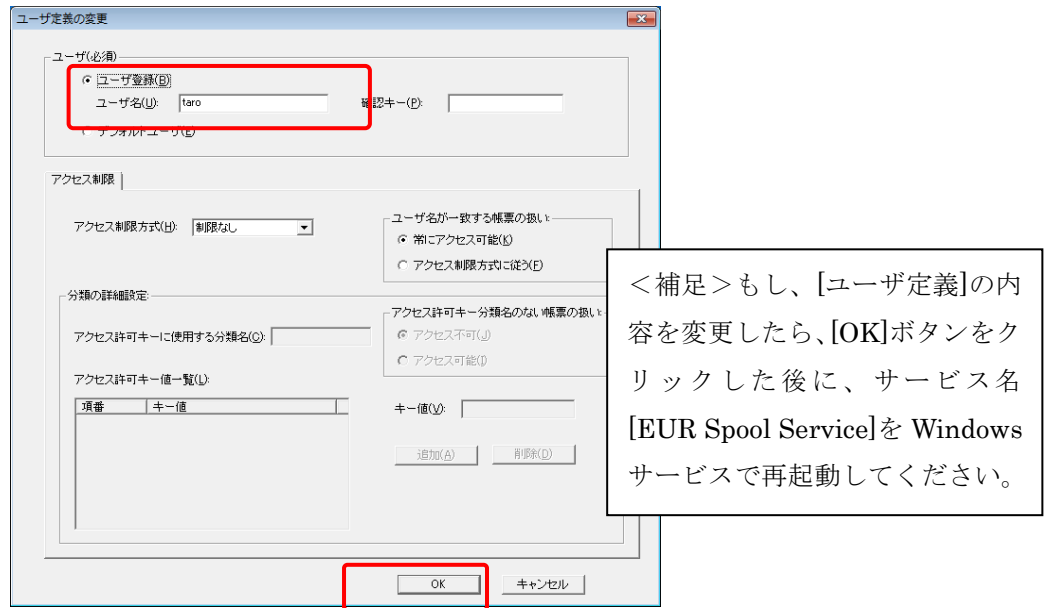 ユーザ定義の変更
ユーザ(必須)
ユーザ登録(B)
ユーザ名(U): taro 確認キー(P):
デフォルトユーザ(E)
アクセス制限
アクセス制限方式(H): 制限なし
ユーザ名が一致する帳票の扱い:
常にアクセス可能(K)
アクセス制限方式に従う(F)
分類の詳細設定:
アクセス許可キーに使用する分類名(C):
アクセス許可キー分類名のない帳票の扱い:
アクセス不可(J)
アクセス可能(I)
アクセス許可キー値一覧(L):
項番 キー値
キー値(V):
追加(A) 削除(D)
OK キャンセル
<補足>もし、[ユーザ定義]の内
容を変更したら、[OK]ボタンをク
リックした後に、サービス名
[EUR Spool Service]を Windows
サービスで再起動してください。